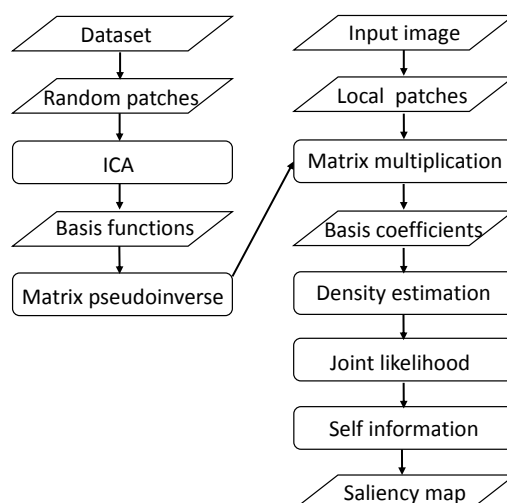 Dataset
Random patches
ICA
Basis functions
Matrix pseudoinverse
Input image
Local patches
Matrix multiplication
Basis coefficients
Density estimation
Joint likelihood
Self information
Saliency map